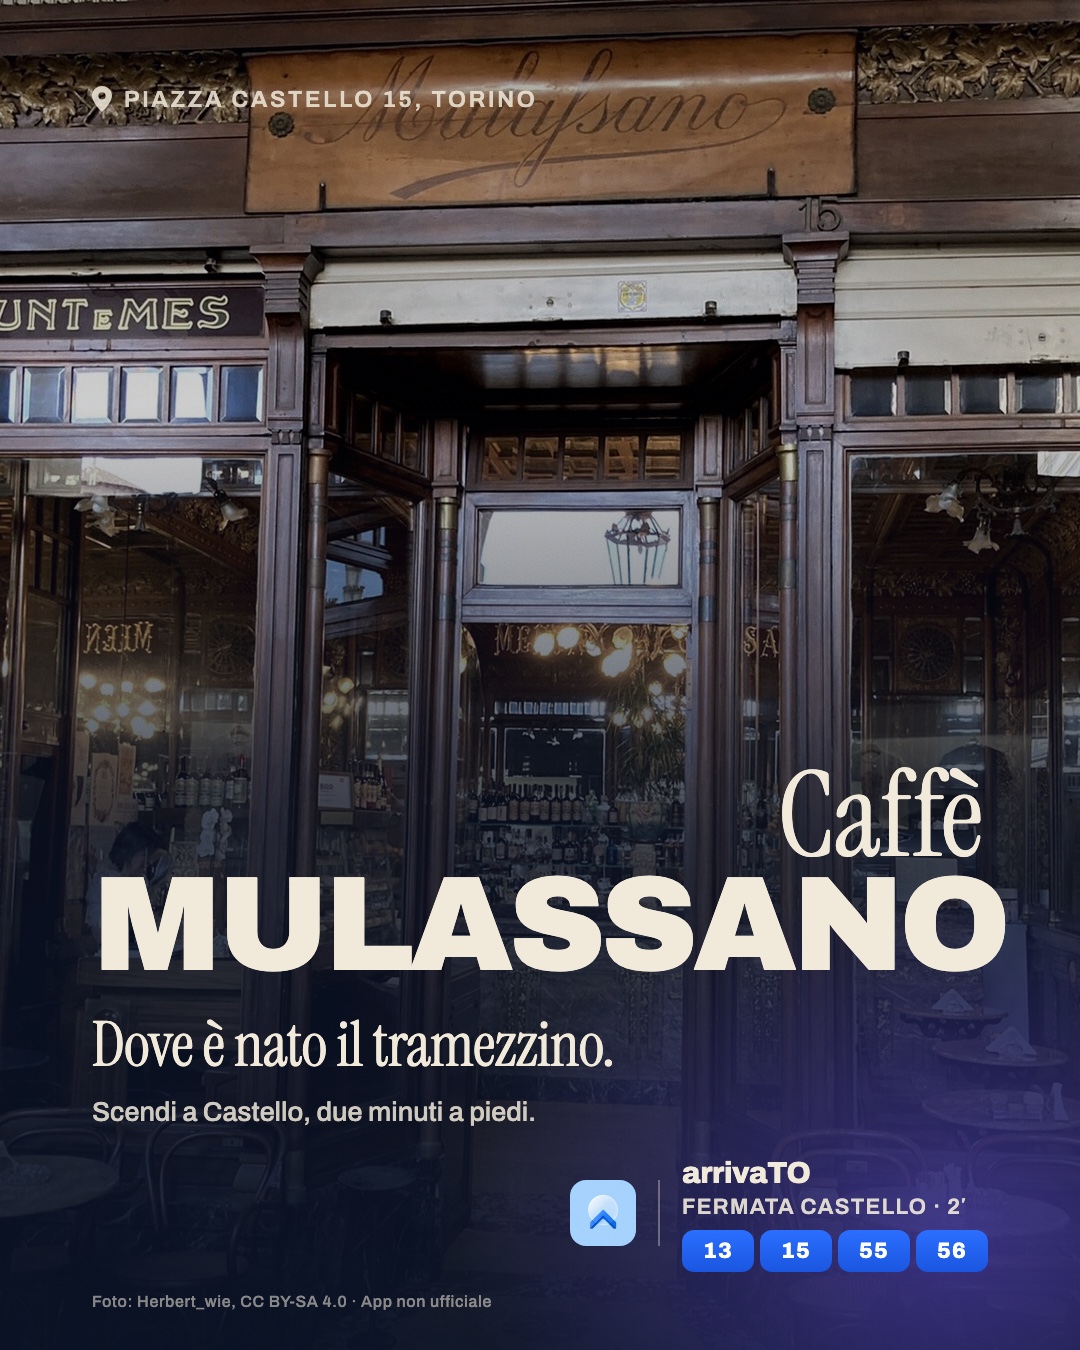 PIAZZA CASTELLO 15, TORINO
Mulassano
15
UNT E MES
Caffè
MULASSANO
Dove è nato il tramezzino.
Scendi a Castello, due minuti a piedi.
arrivaTO
FERMATA CASTELLO · 2′
13 15 55 56
Foto: Herbert_wie, CC BY-SA 4.0 · App non ufficiale